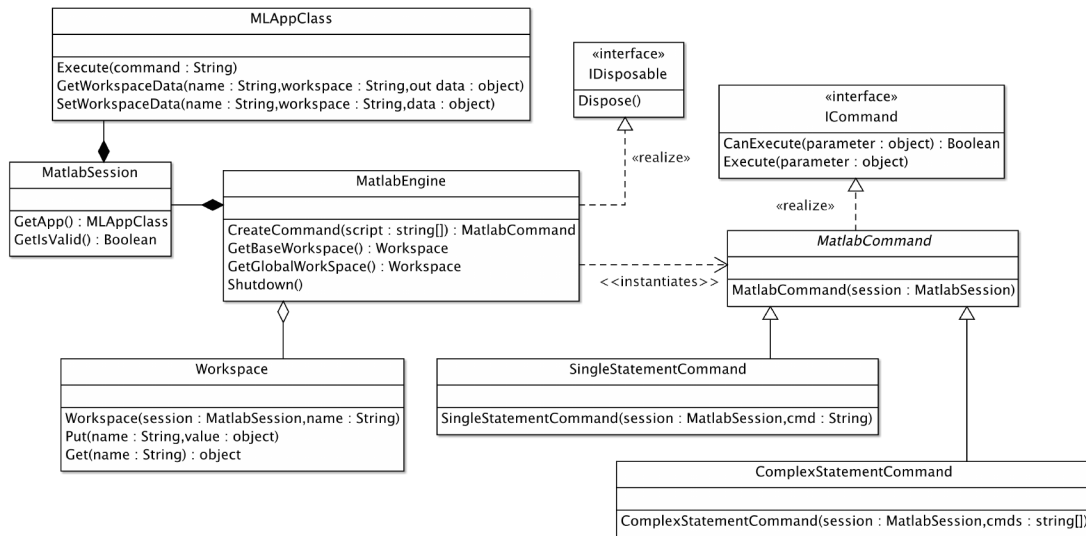 MLAppClass
Execute(command : String)
GetWorkspaceData(name : String,workspace : String,out data : object)
SetWorkspaceData(name : String,workspace : String,data : object)
«interface»
IDisposable
Dispose()
«interface»
ICommand
CanExecute(parameter : object) : Boolean
Execute(parameter : object)
«realize»
«realize»
MatlabSession
GetApp() : MLAppClass
GetIsValid() : Boolean
MatlabEngine
CreateCommand(script : string[]) : MatlabCommand
GetBaseWorkspace() : Workspace
GetGlobalWorkSpace() : Workspace
Shutdown()
<<instantiates>>
MatlabCommand
MatlabCommand(session : MatlabSession)
Workspace
Workspace(session : MatlabSession,name : String)
Put(name : String,value : object)
Get(name : String) : object
SingleStatementCommand
SingleStatementCommand(session : MatlabSession,cmd : String)
ComplexStatementCommand
ComplexStatementCommand(session : MatlabSession,cmds : string[])